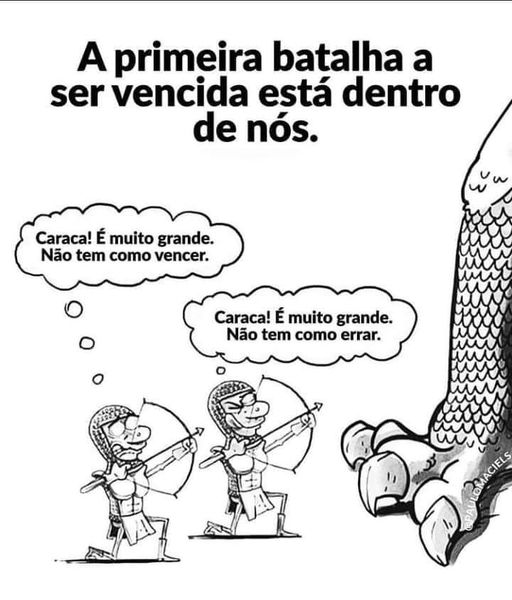 A primeira batalha a
ser vencida está dentro
de nós.
Caraca! É muito grande.
Não tem como vencer.
Caraca! É muito grande.
Não tem como errar.
@PAULOMACIELS